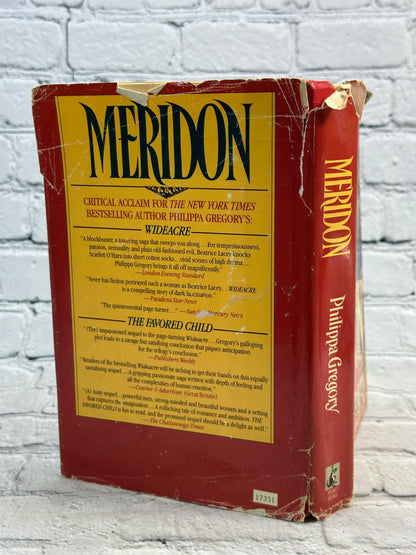 MERIDON
CRITICAL ACCLAIM FOR THE NEW YORK TIMES
BESTSELLING AUTHOR PHILIPPA GREGORY'S:
WIDEACRE
"A blockbuster, a towering saga that sweeps you along....For tempestuousness,
passion, sensuality, and plain old-fashioned evil, Beatrice Lacey knocks
Scarlett O'Hara into short cotton socks....vivid scenes of high drama....
Philippa Gregory brings it all off magnificently."
—London Evening Standard
"Never has fiction portrayed such a woman as Beatrice Lacey....WIDEACRE
is a compelling story of dark fascination."
—Pasadena Star-News
"The quintessential page turner...." —San Mercury News
THE FAVORED CHILD
"(The) impassioned sequel to the page-turning Wideacre....Gregory's galloping
plot leads to a savage but satisfying conclusion that piques anticipation
for the trilogy's conclusion."
—Publishers Weekly
"Readers of the bestselling Wideacre will be itching to get their hands on this equally
tantalising sequel....A gripping passionate saga written with depth of feeling and
all the complexities of human emotion."
—Courier & Advertiser (Great Britain)
"(A) lusty sequel....powerful men, strong-minded and beautiful women and a setting
that captures the imagination....A rollicking tale of romance and ambition. THE
FAVORED CHILD is fun to read, and the promised sequel should be a delight as well."
—The Chattanooga Times
17351
MERIDON
Philippa Gregory